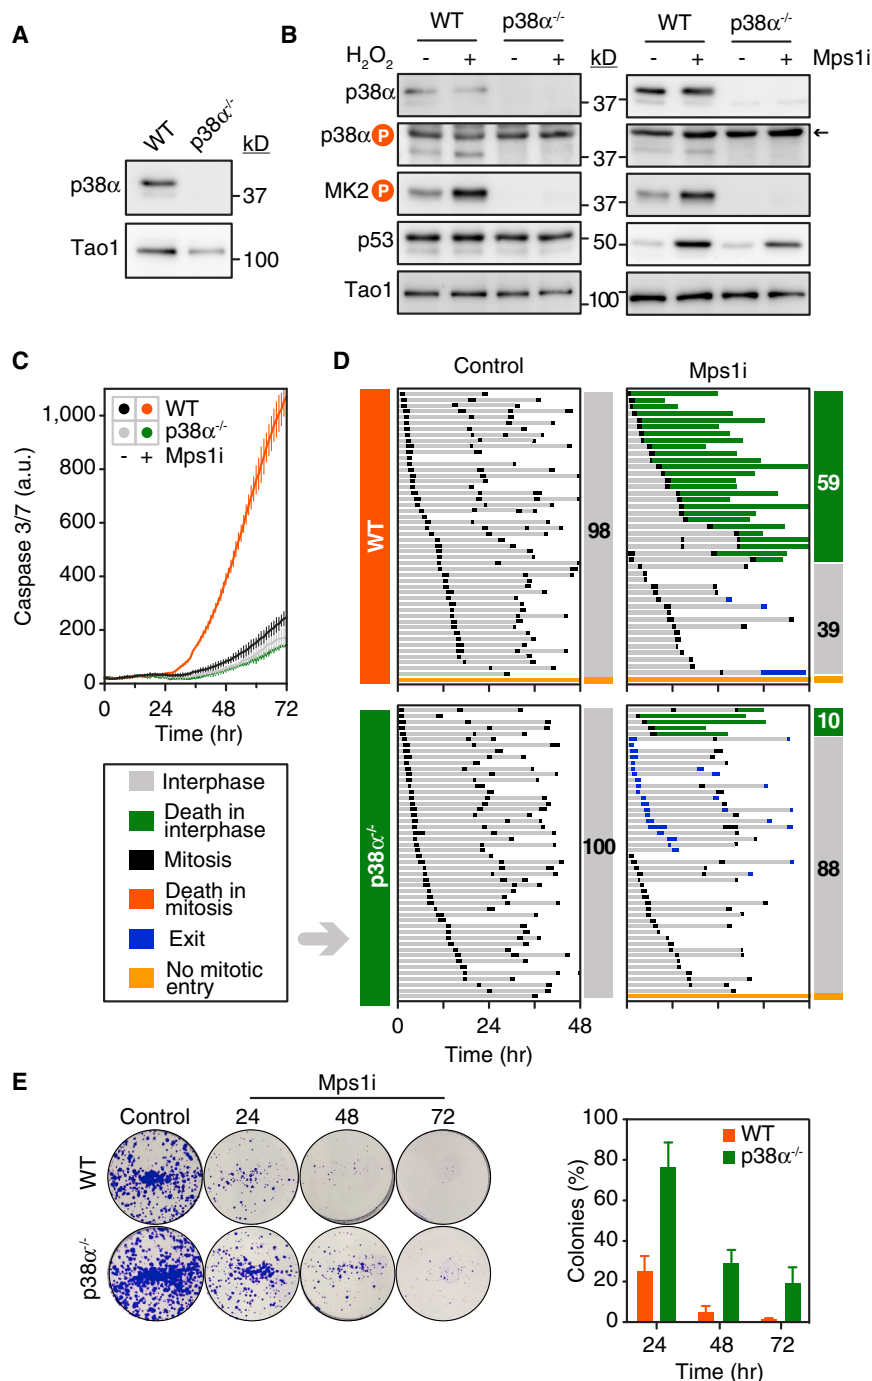 A
WT
p38α-/-
kD
p38α
37
Tao1
100
B
WT
p38α-/-
WT
p38α-/-
H2O2
-
+
-
+
kD
-
+
-
+
Mps1i
p38α
37
37
p38α P
37
37
←
MK2 P
37
37
p53
50
Tao1
100
C
1,000
800
600
400
200
0
Caspase 3/7 (a.u.)
WT
p38α-/-
- + Mps1i
0
24
48
72
Time (hr)
Interphase
Death in
interphase
Mitosis
Death in
mitosis
Exit
No mitotic
entry
D
Control
Mps1i
WT
98
59
39
p38α-/-
100
10
88
0
24
48
Time (hr)
E
Mps1i
Control
24
48
72
WT
p38α-/-
100
80
60
40
20
0
Colonies (%)
WT
p38α-/-
24
48
72
Time (hr)